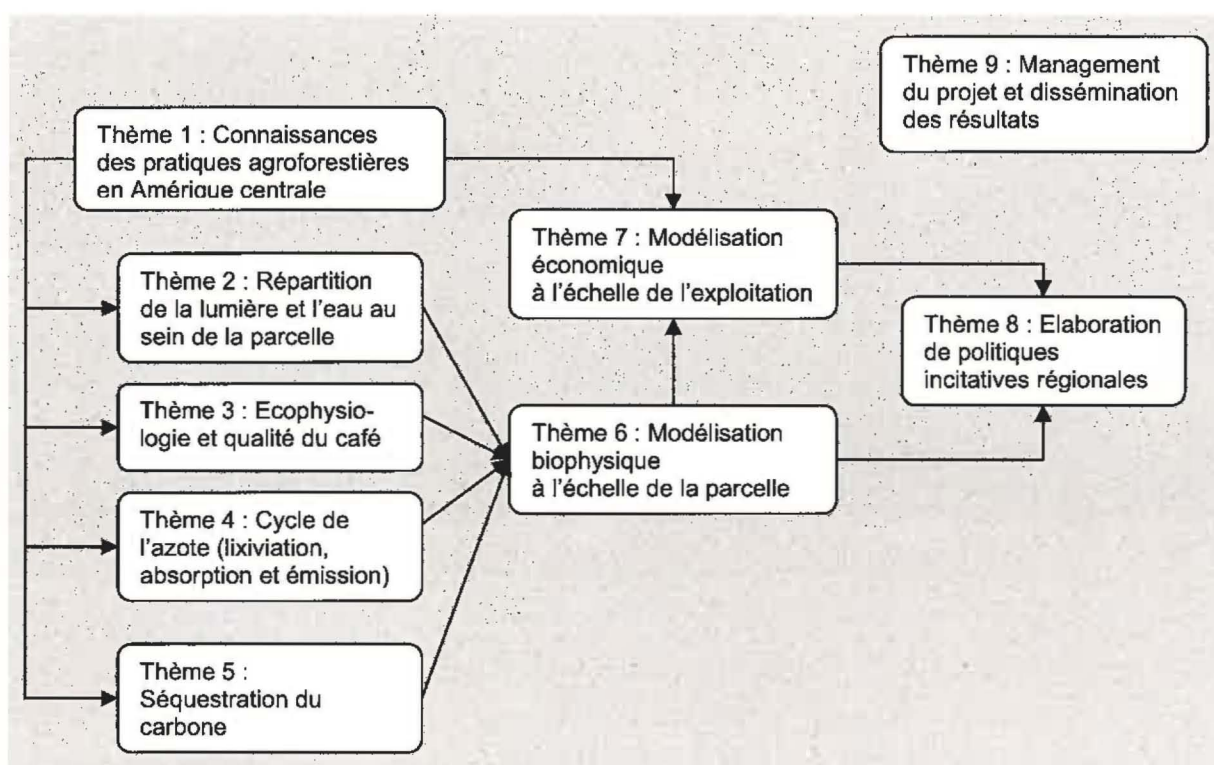 Thème 9 : Management
du projet et dissémination
des résultats
Thème 1 : Connaissances
des pratiques agroforestières
en Amérique centrale
Thème 7 : Modélisation
économique
à l'échelle de l'exploitation
Thème 2 : Répartition
de la lumière et l'eau au
sein de la parcelle
Thème 8 : Elaboration
de politiques
incitatives régionales
Thème 3 : Ecophysio-
logie et qualité du café
Thème 6 : Modélisation
biophysique
à l'échelle de la parcelle
Thème 4 : Cycle de
l'azote (lixiviation,
absorption et émission)
Thème 5 :
Séquestration du
carbone